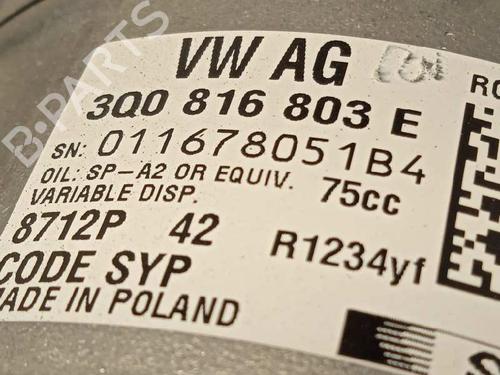 VW AG
3Q0 816 803 E
SN: 011678051B4
OIL: SP-A2 OR EQUIV. 75cc
VARIABLE DISP.
8712P 42 R1234yf
CODE SYP
MADE IN POLAND
B-PARTS